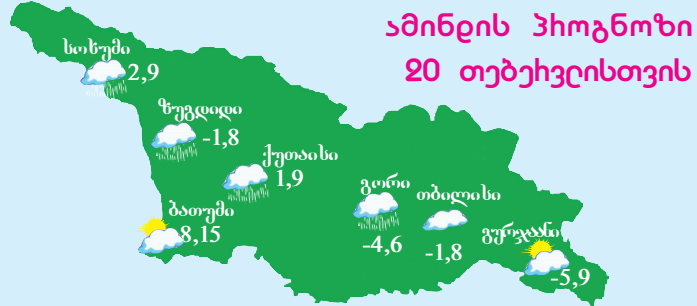 ამინდის პროგნოზი
20 თებერვლისთვის
სოხუმი
2,9
ზუგდიდი
-1,8
ქუთაისი
1,9
ბათუმი
8,15
გორი
-4,6
თბილისი
-1,8
გურჯაანი
-5,9